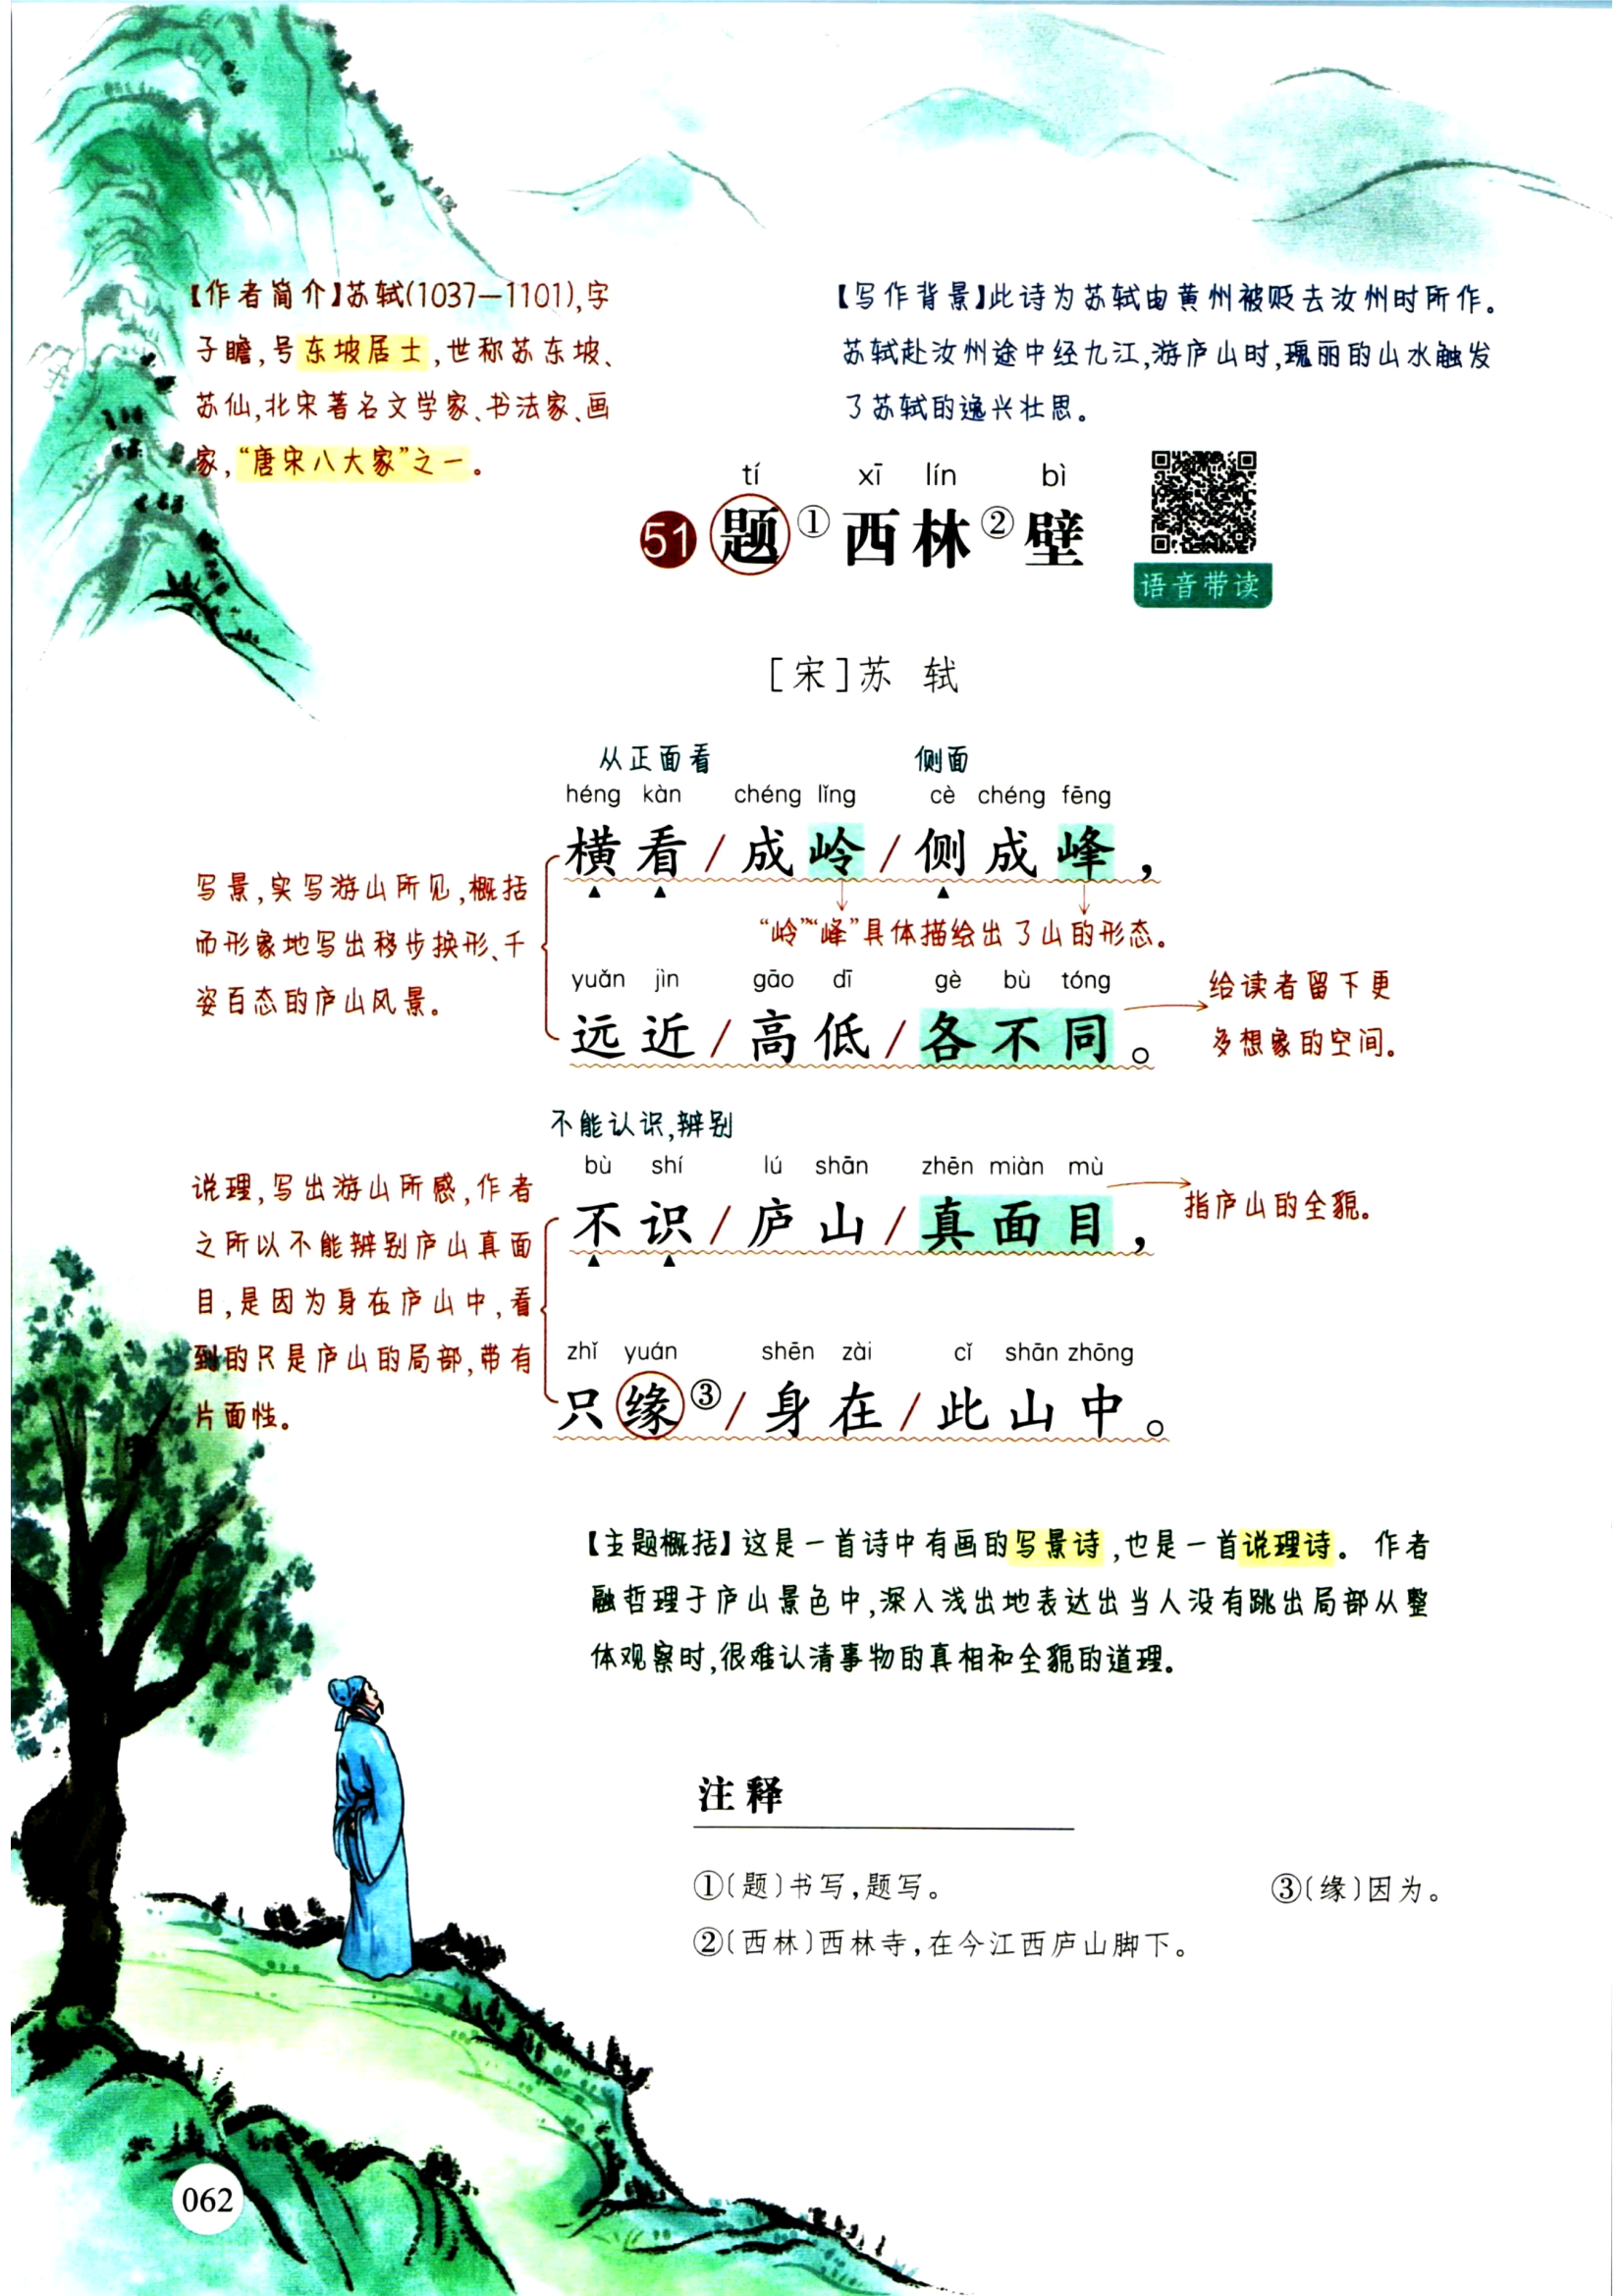 【作者简介】苏轼(1037—1101),字
子瞻,号东坡居士,世称苏东坡、
苏仙,北宋著名文学家、书法家、画
家,“唐宋八大家”之一。
【写作背景】此诗为苏轼由黄州被贬去汝州时所作。
苏轼赴汝州途中经九江,游庐山时,瑰丽的山水触发
了苏轼的逸兴壮思。
tí xī lín bì
51 题①西林②壁
语音带读
[宋]苏 轼
从正面看 侧面
héng kàn chéng lǐng cè chéng fēng
横看/成岭/侧成峰,
“岭”“峰”具体描绘出了山的形态。
写景,实写游山所见,概括
而形象地写出移步换形、千
姿百态的庐山风景。
yuǎn jìn gāo dī gè bù tóng
远近/高低/各不同。
给读者留下更
多想象的空间。
不能认识,辨别
bù shí lú shān zhēn miàn mù
不识/庐山/真面目,
指庐山的全貌。
说理,写出游山所感,作者
之所以不能辨别庐山真面
目,是因为身在庐山中,看
到的只是庐山的局部,带有
片面性。
zhǐ yuán shēn zài cǐ shān zhōng
只缘③/身在/此山中。
【主题概括】这是一首诗中有画的写景诗,也是一首说理诗。作者
融哲理于庐山景色中,深入浅出地表达出当人没有跳出局部从整
体观察时,很难认清事物的真相和全貌的道理。
注释
①(题)书写,题写。 ③(缘)因为。
②(西林)西林寺,在今江西庐山脚下。
062